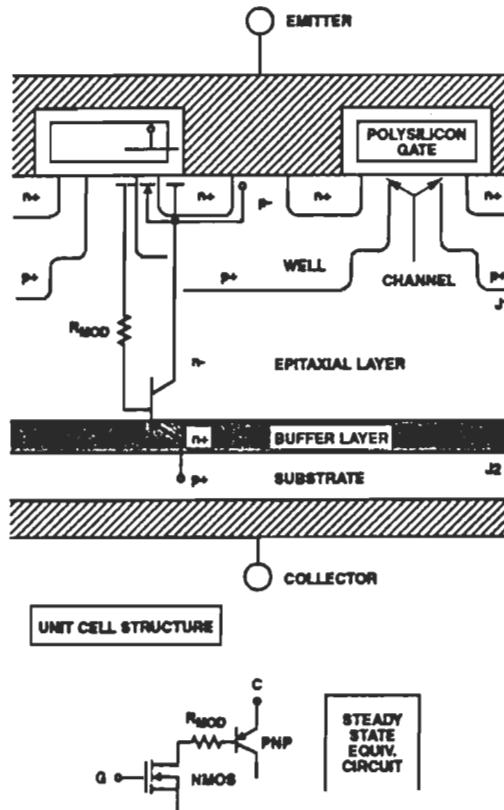 EMITTER
POLYSILICON
GATE
n+
n+
p-
n+
n+
p+
p+
WELL
CHANNEL
p+
J
RMOD
n-
EPITAXIAL LAYER
n+
BUFFER LAYER
p+
SUBSTRATE
J2
COLLECTOR
UNIT CELL STRUCTURE
C
RMOD
PNP
G
NMOS
STEADY
STATE
EQUIV.
CIRCUIT